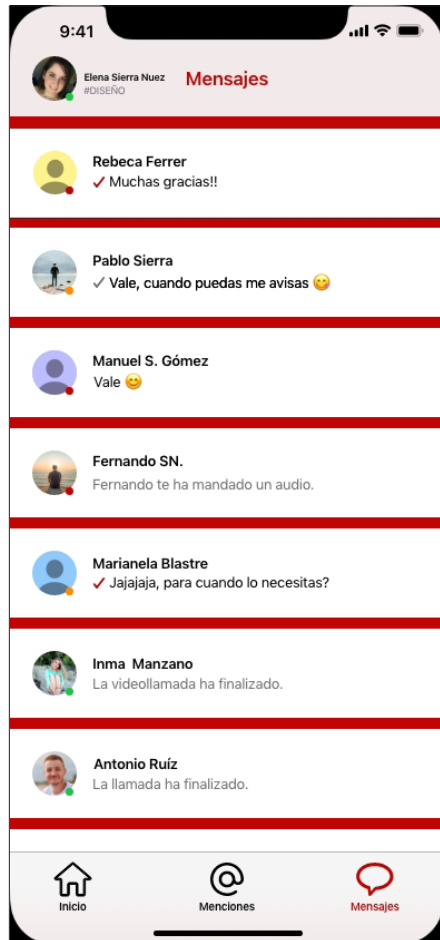 9:41
Elena Sierra Nuez
#DISEÑO
Mensajes
Rebeca Ferrer
Muchas gracias!!
Pablo Sierra
Vale, cuando puedas me avisas 😋
Manuel S. Gómez
Vale 😊
Fernando SN.
Fernando te ha mandado un audio.
Marianela Blastre
Jajajaja, para cuando lo necesitas?
Inma Manzano
La videollamada ha finalizado.
Antonio Ruíz
La llamada ha finalizado.
Inicio
Menciones
Mensajes